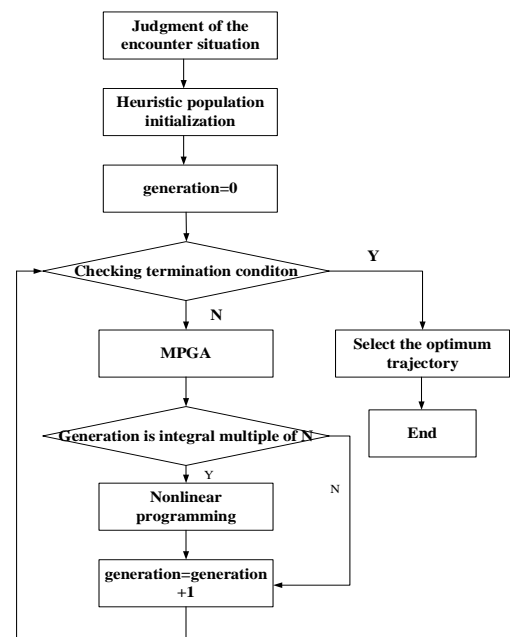 Judgment of the
encounter situation
Heuristic population
initialization
generation=0
Checking termination conditon
Y
N
MPGA
Select the optimum
trajectory
Generation is integral multiple of N
End
Y
N
Nonlinear
programming
generation=generation
+1